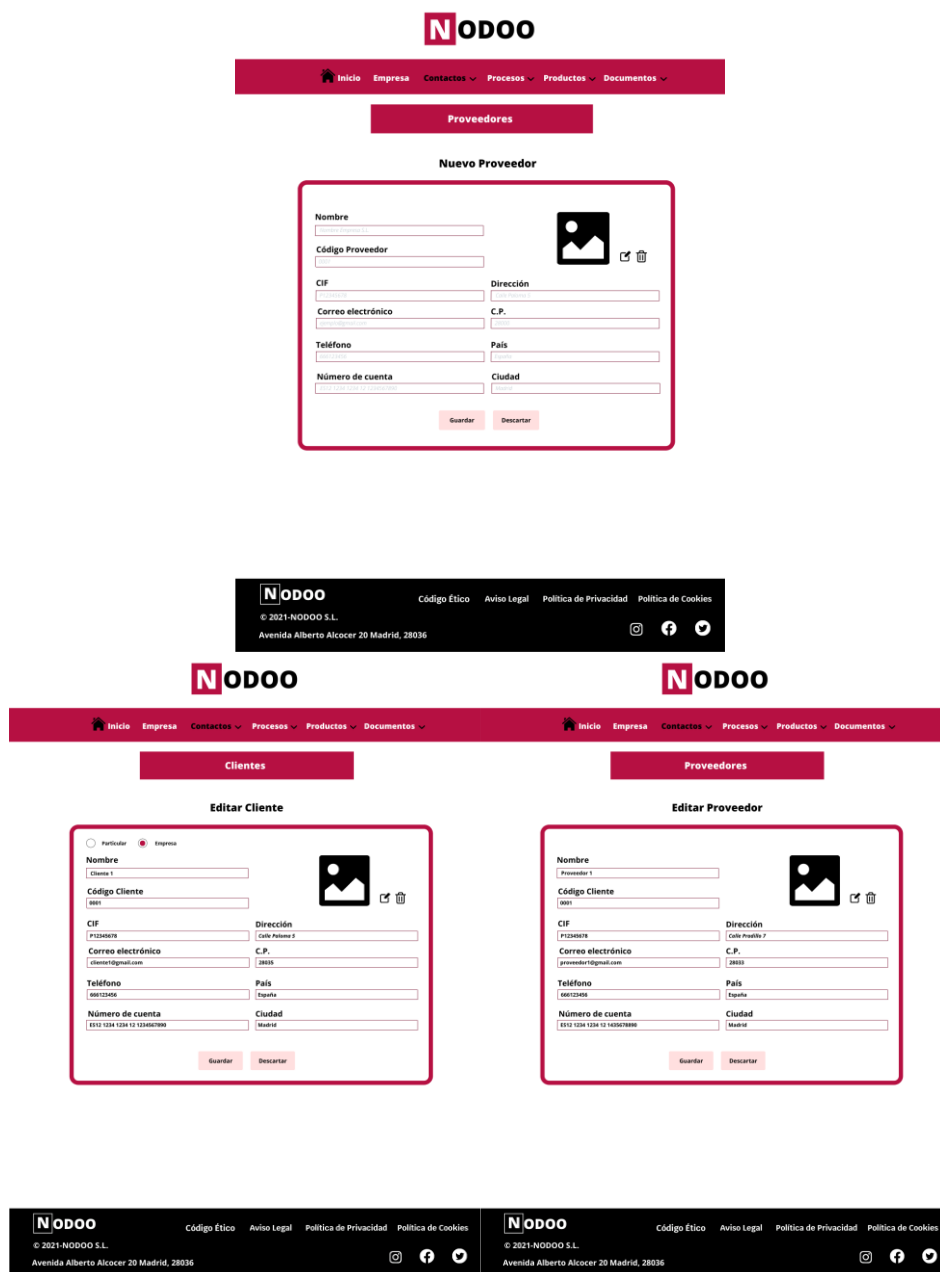 NODOO
Inicio Empresa Contactos Procesos Productos Documentos
Proveedores
Nuevo Proveedor
Nombre
Código Proveedor
0001
CIF Dirección
P12345678
Correo electrónico C.P.
Teléfono País
666123456 España
Número de cuenta Ciudad
Madrid
Guardar Descartar
NODOO
Código Ético Aviso Legal Política de Privacidad Política de Cookies
© 2021-NODOO S.L.
Avenida Alberto Alcocer 20 Madrid, 28036
NODOO
Inicio Empresa Contactos Procesos Productos Documentos
Clientes
Editar Cliente
Particular Empresa
Nombre
Cliente 1
Código Cliente
0001
CIF Dirección
P12345678 Calle Paloma 5
Correo electrónico C.P.
cliente1@gmail.com 28035
Teléfono País
666123456 España
Número de cuenta Ciudad
ES12 1234 1234 12 1234567890 Madrid
Guardar Descartar
NODOO
Código Ético Aviso Legal Política de Privacidad Política de Cookies
© 2021-NODOO S.L.
Avenida Alberto Alcocer 20 Madrid, 28036
NODOO
Inicio Empresa Contactos Procesos Productos Documentos
Proveedores
Editar Proveedor
Nombre
Proveedor 1
Código Cliente
0001
CIF Dirección
P12345678 Calle Pradillo 7
Correo electrónico C.P.
proveedor1@gmail.com 28033
Teléfono País
666123456 España
Número de cuenta Ciudad
ES12 1234 1234 12 1435678890 Madrid
Guardar Descartar
NODOO
Código Ético Aviso Legal Política de Privacidad Política de Cookies
© 2021-NODOO S.L.
Avenida Alberto Alcocer 20 Madrid, 28036